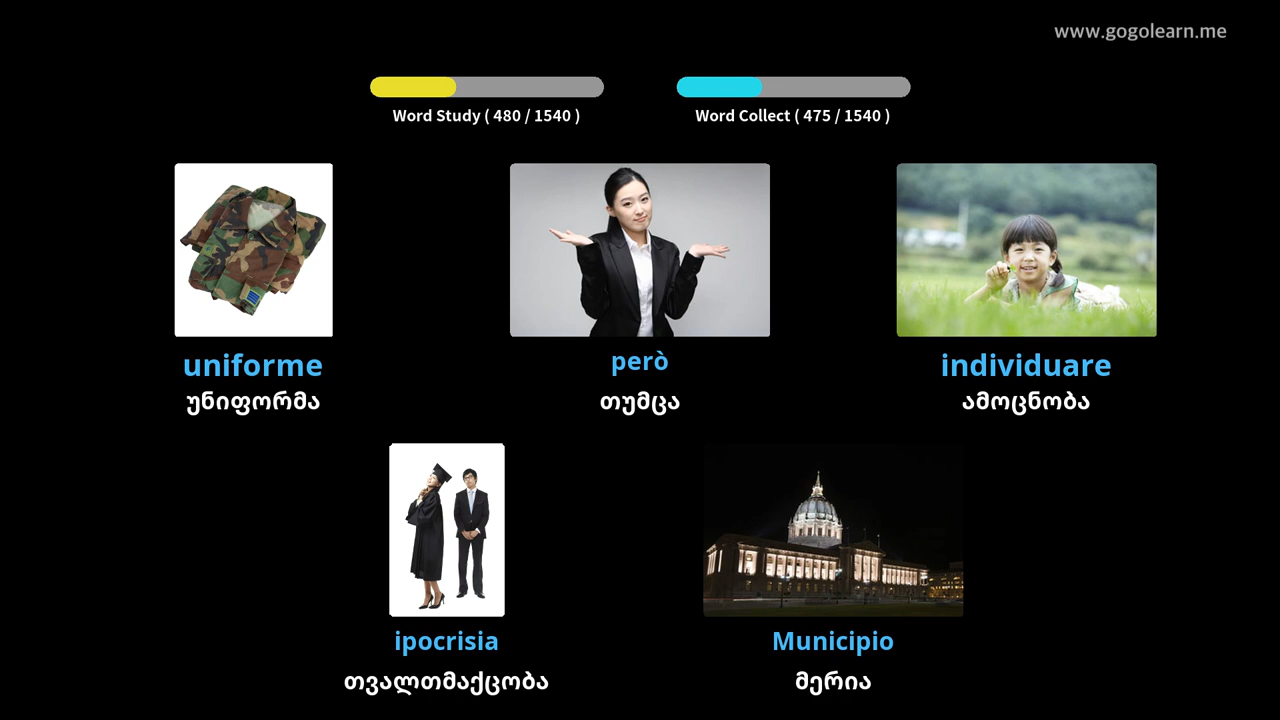 www.gogolearn.me
Word Study ( 480 / 1540 )
Word Collect ( 475 / 1540 )
uniforme
უნიფორმა
però
თუმცა
individuare
ამოცნობა
ipocrisia
თვალთმაქცობა
Municipio
მერია